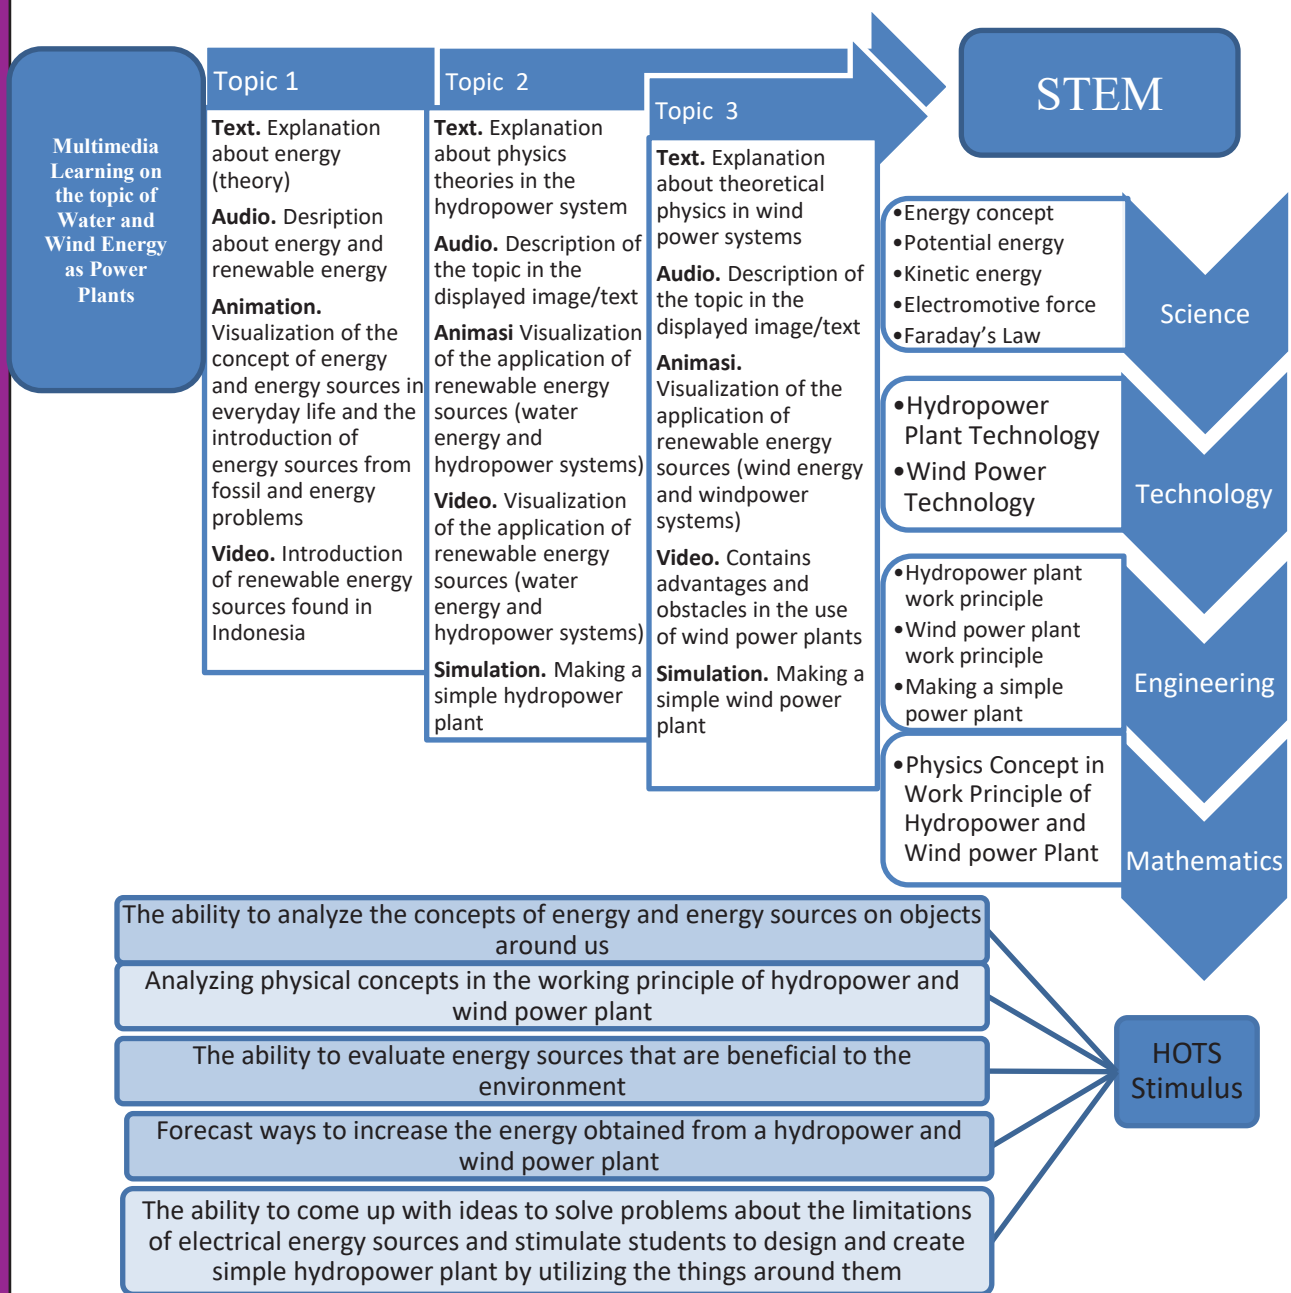 Multimedia
Learning on
the topic of
Water and
Wind Energy
as Power
Plants
Topic 1
Text. Explanation
about energy
(theory)
Audio. Desription
about energy and
renewable energy
Animation.
Visualization of the
concept of energy
and energy sources in
everyday life and the
introduction of
energy sources from
fossil and energy
problems
Video. Introduction
of renewable energy
sources found in
Indonesia
Topic 2
Text. Explanation
about physics
theories in the
hydropower system
Audio. Description of
the topic in the
displayed image/text
Animasi Visualization
of the application of
renewable energy
sources (water
energy and
hydropower systems)
Video. Visualization
of the application of
renewable energy
sources (water
energy and
hydropower systems)
Simulation. Making a
simple hydropower
plant
Topic 3
Text. Explanation
about theoretical
physics in wind
power systems
Audio. Description of
the topic in the
displayed image/text
Animasi.
Visualization of the
application of
renewable energy
sources (wind energy
and windpower
systems)
Video. Contains
advantages and
obstacles in the use
of wind power plants
Simulation. Making a
simple wind power
plant
STEM
•Energy concept
•Potential energy
•Kinetic energy
•Electromotive force
•Faraday’s Law
Science
•Hydropower
Plant Technology
•Wind Power
Technology
Technology
•Hydropower plant
work principle
•Wind power plant
work principle
•Making a simple
power plant
Engineering
•Physics Concept in
Work Principle of
Hydropower and
Wind power Plant
Mathematics
The ability to analyze the concepts of energy and energy sources on objects
around us
Analyzing physical concepts in the working principle of hydropower and
wind power plant
The ability to evaluate energy sources that are beneficial to the
environment
Forecast ways to increase the energy obtained from a hydropower and
wind power plant
The ability to come up with ideas to solve problems about the limitations
of electrical energy sources and stimulate students to design and create
simple hydropower plant by utilizing the things around them
HOTS
Stimulus